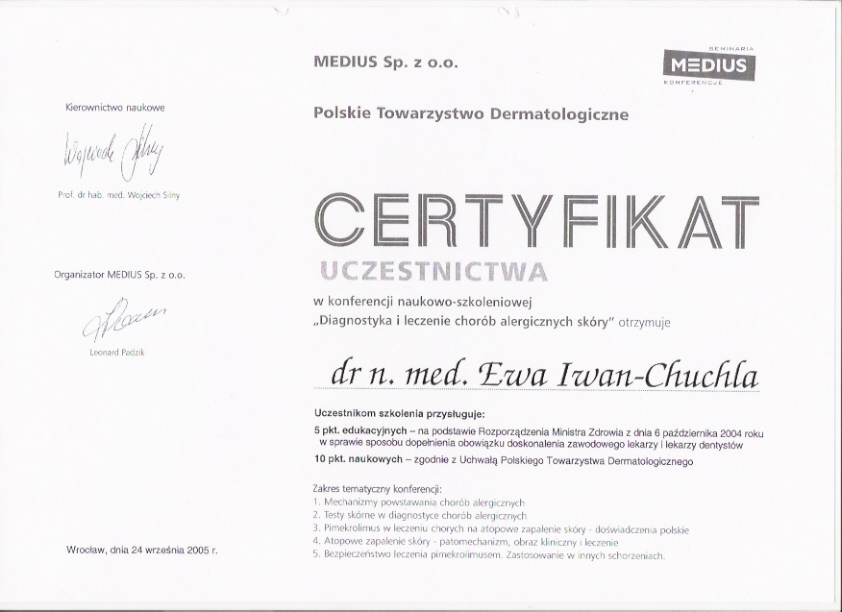 MEDIUS Sp. z o.o.
SEMINARIA
MEDIUS
KONFERENCJE
Polskie Towarzystwo Dermatologiczne
Kierownictwo naukowe
Wojciech Silny
Prof. dr hab. med. Wojciech Silny
Organizator MEDIUS Sp. z o.o.
Leonard Padzik
CERTYFIKAT
UCZESTNICTWA
w konferencji naukowo-szkoleniowej
„Diagnostyka i leczenie chorób alergicznych skóry” otrzymuje
dr n. med. Ewa Iwan-Chuchla
Uczestnikom szkolenia przysługuje:
5 pkt. edukacyjnych – na podstawie Rozporządzenia Ministra Zdrowia z dnia 6 października 2004 roku
w sprawie sposobu dopełnienia obowiązku doskonalenia zawodowego lekarzy i lekarzy dentystów
10 pkt. naukowych – zgodnie z Uchwałą Polskiego Towarzystwa Dermatologicznego
Zakres tematyczny konferencji:
1. Mechanizmy powstawania chorób alergicznych
2. Testy skórne w diagnostyce chorób alergicznych
3. Pimekrolimus w leczeniu chorych na atopowe zapalenie skóry - doświadczenia polskie
4. Atopowe zapalenie skóry - patomechanizm, obraz kliniczny i leczenie
5. Bezpieczeństwo leczenia pimekrolimusem. Zastosowanie w innych schorzeniach.
Wrocław, dnia 24 września 2005 r.